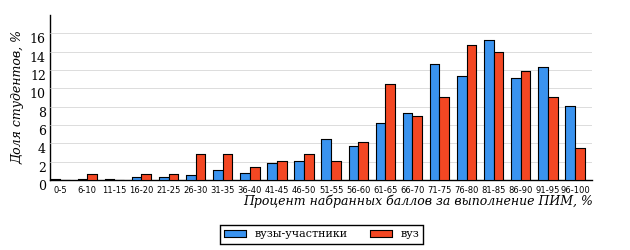 Доля студентов, %
16
14
12
10
8
6
4
2
0
0-5 6-10 11-15 16-20 21-25 26-30 31-35 36-40 41-45 46-50 51-55 56-60 61-65 66-70 71-75 76-80 81-85 86-90 91-95 96-100
Процент набранных баллов за выполнение ПИМ, %
вузы-участники вуз